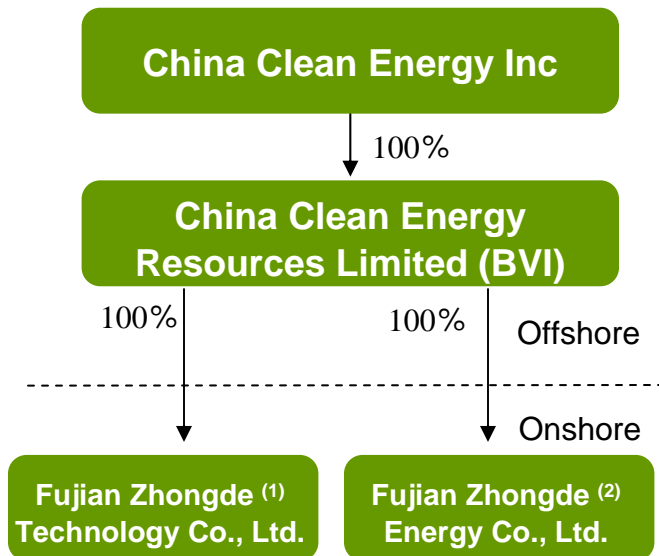 China Clean Energy Inc
100%
China Clean Energy
Resources Limited (BVI)
100%
100%
Offshore
Onshore
Fujian Zhongde (1)
Technology Co., Ltd.
Fujian Zhongde (2)
Energy Co., Ltd.